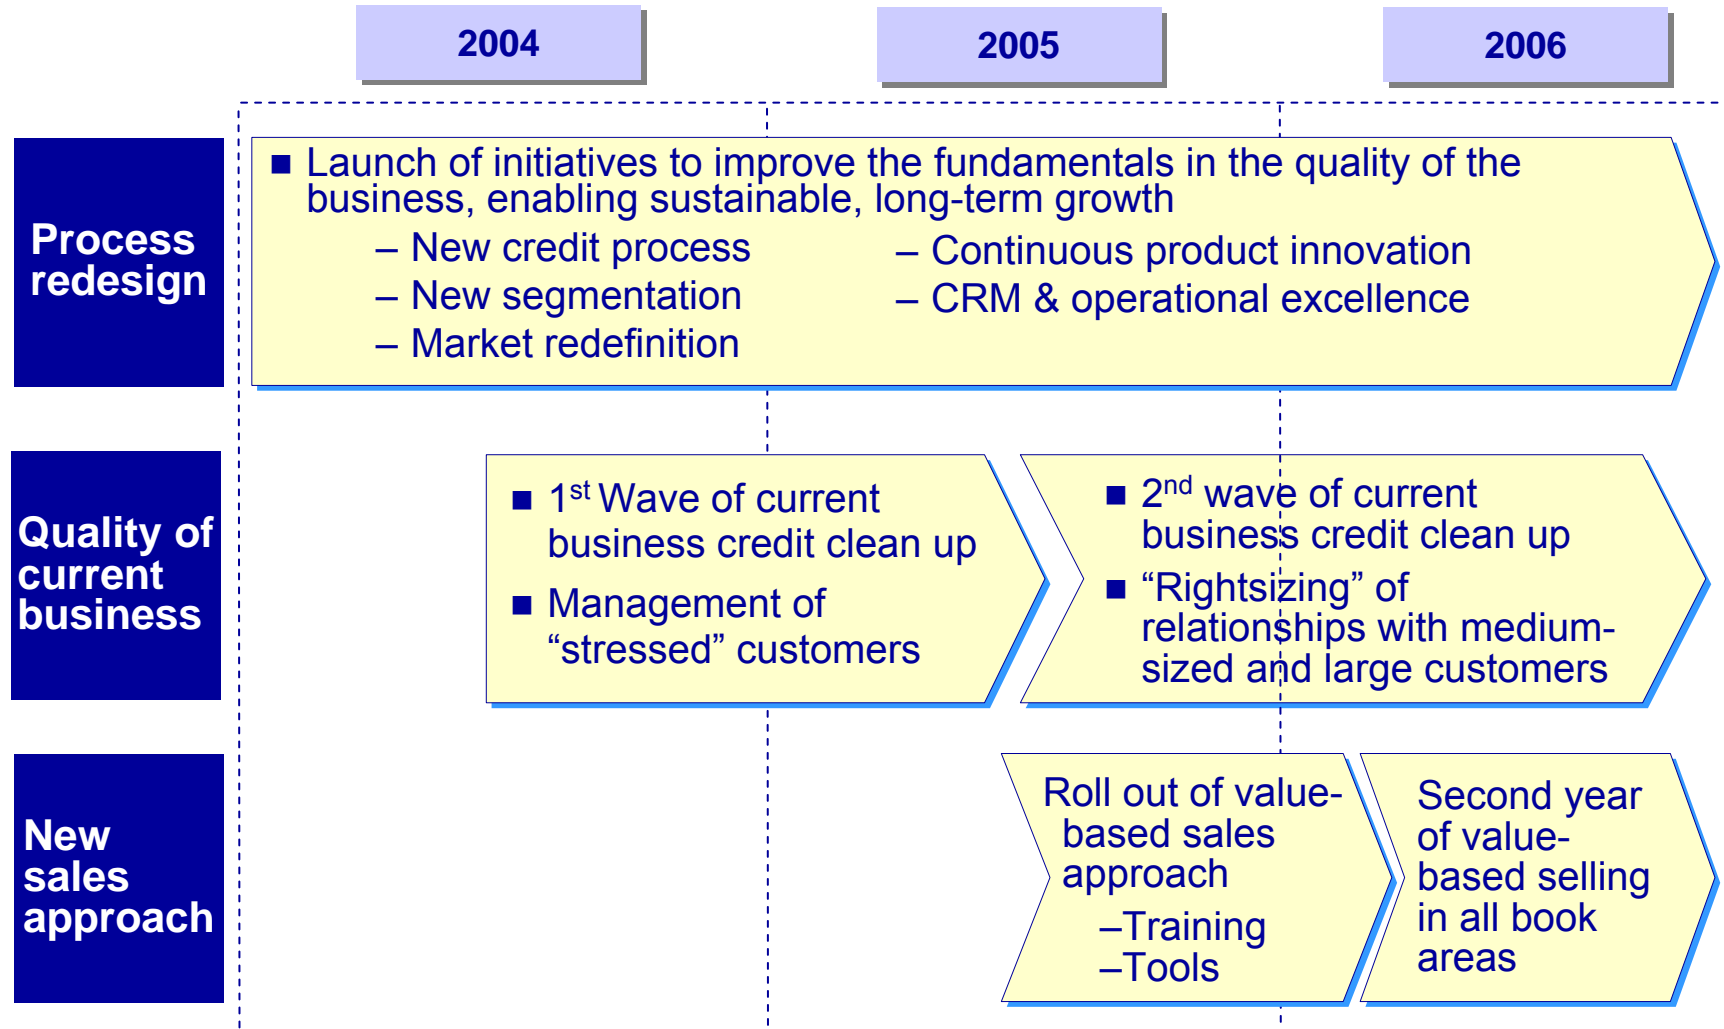 2004
2005
2006
Process
redesign
■ Launch of initiatives to improve the fundamentals in the quality of the
business, enabling sustainable, long-term growth
– New credit process
– New segmentation
– Market redefinition
– Continuous product innovation
– CRM & operational excellence
Quality of
current
business
■ 1st Wave of current
business credit clean up
■ Management of
“stressed” customers
■ 2nd wave of current
business credit clean up
■ “Rightsizing” of
relationships with medium-
sized and large customers
New
sales
approach
Roll out of value-
based sales
approach
–Training
–Tools
Second year
of value-
based selling
in all book
areas